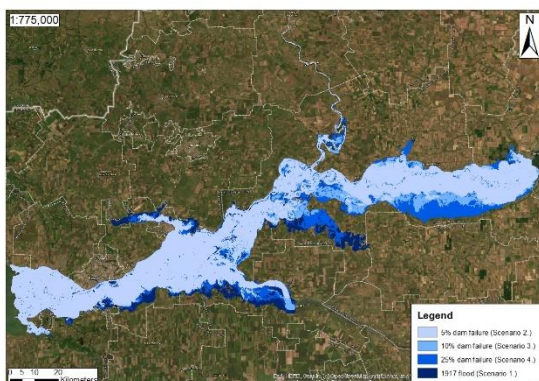 1:775,000
N
Legend
5% dam failure (Scenario 2.)
10% dam failure (Scenario 3.)
25% dam failure (Scenario 4.)
1917 flood (Scenario 1.)
0 5 10 20
Kilometers